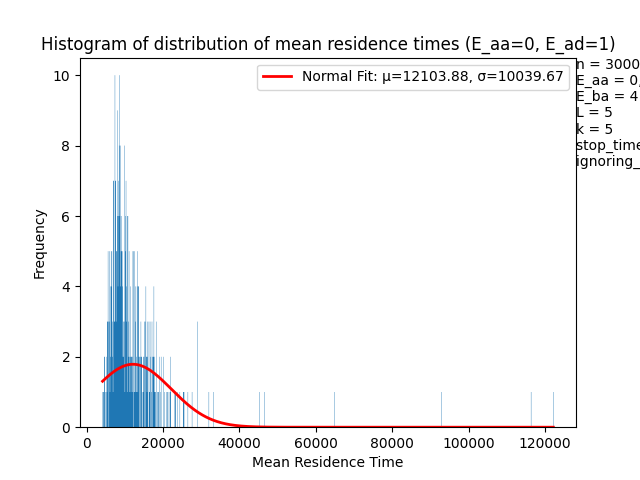 Histogram of distribution of mean residence times (E_aa=0, E_ad=1)
Normal Fit: μ=12103.88, σ=10039.67
n = 3000
E_aa = 0,
E_ba = 4
L = 5
k = 5
stop_time
ignoring_
Frequency
10
8
6
4
2
0
0 20000 40000 60000 80000 100000 120000
Mean Residence Time